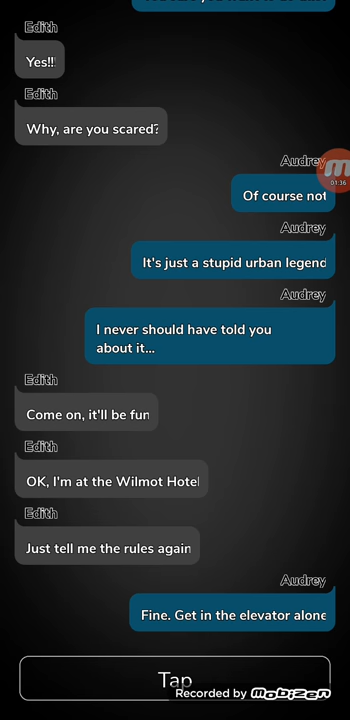 Edith
Yes!!
Edith
Why, are you scared?
Audrey
01:36
Of course not
Audrey
It's just a stupid urban legend
Audrey
I never should have told you
about it...
Edith
Come on, it'll be fun
Edith
OK, I'm at the Wilmot Hotel
Edith
Just tell me the rules again
Audrey
Fine. Get in the elevator alone
Tap
Recorded by Mobizen